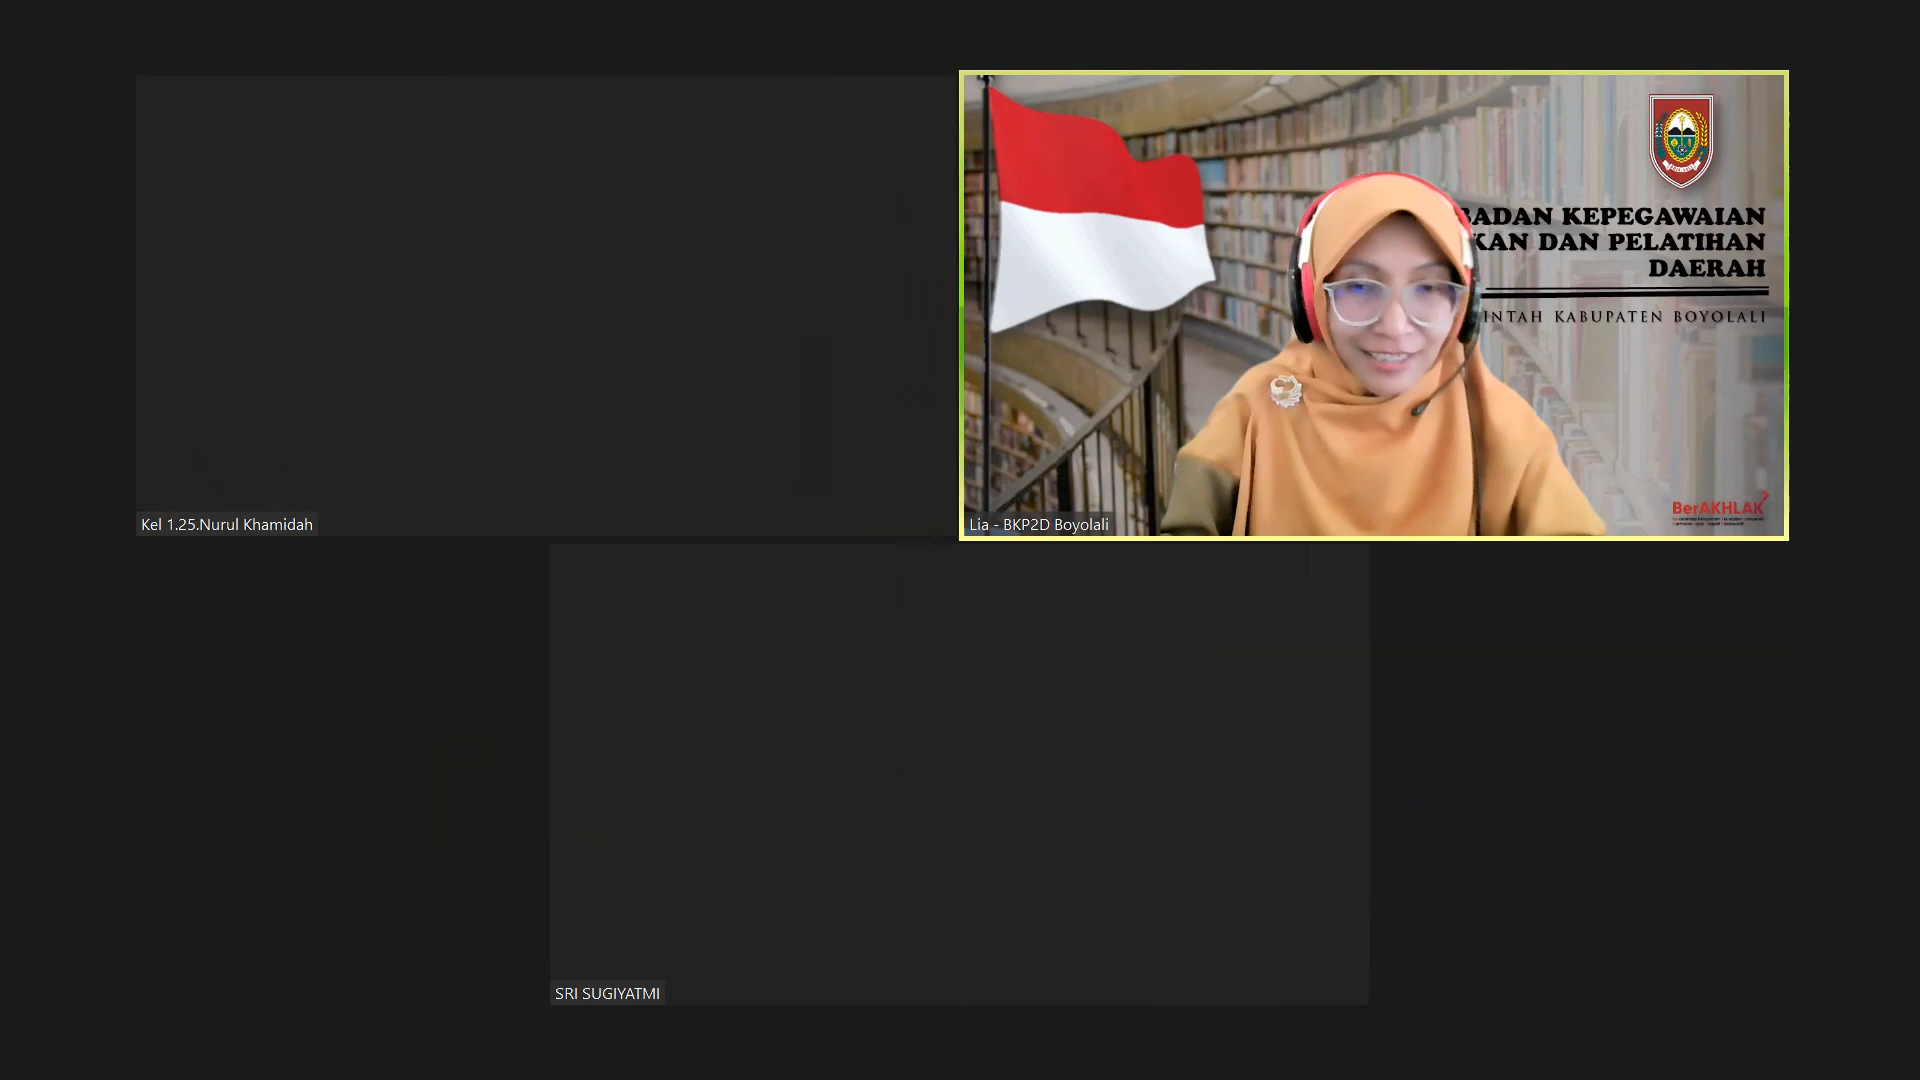 BADAN KEPEGAWAIAN
KAN DAN PELATIHAN
DAERAH
INTAH KABUPATEN BOYOLALI
BerAKHLAK
Kel 1.25.Nurul Khamidah
Lia - BKP2D Boyolali
SRI SUGIYATMI